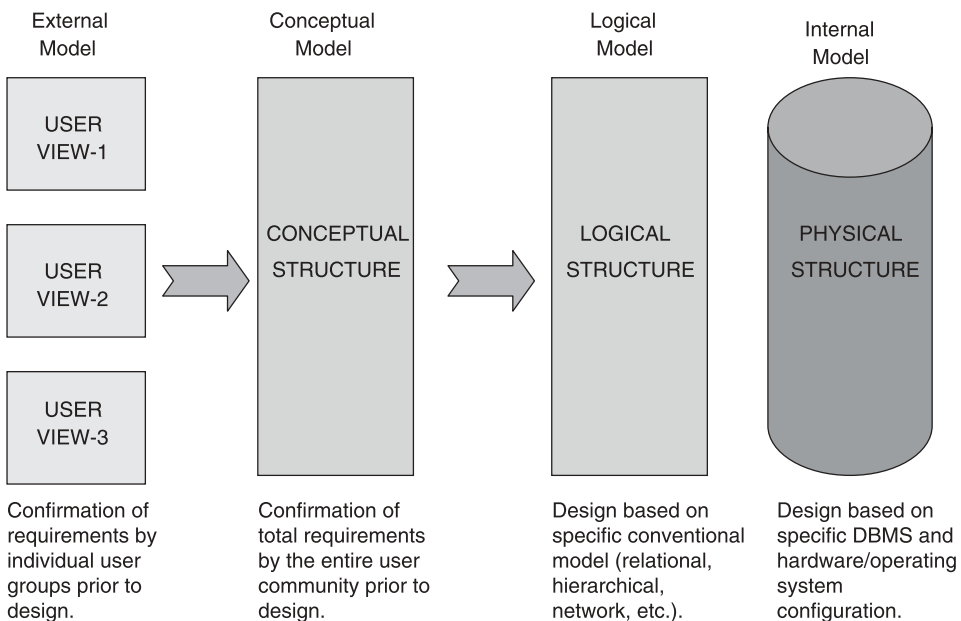 External
Model
Conceptual
Model
Logical
Model
Internal
Model
USER
VIEW-1
USER
VIEW-2
USER
VIEW-3
CONCEPTUAL
STRUCTURE
LOGICAL
STRUCTURE
PHYSICAL
STRUCTURE
Confirmation of
requirements by
individual user
groups prior to
design.
Confirmation of
total requirements
by the entire user
community prior to
design.
Design based on
specific conventional
model (relational,
hierarchical,
network, etc.).
Design based on
specific DBMS and
hardware/operating
system
configuration.